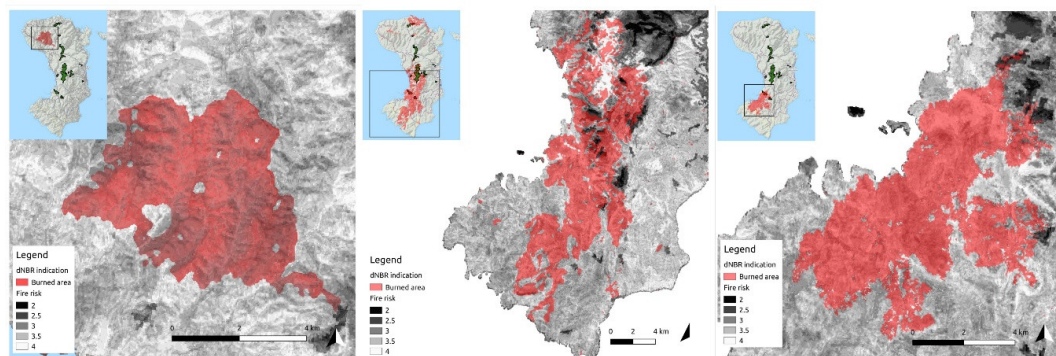 Legend
dNBR indication
Burned area
Fire risk
2
2.5
3
3.5
4
0 2 4 km
Legend
dNBR indication
Burned area
Fire risk
2
2.5
3
3.5
4
0 2 4 km
Legend
dNBR indication
Burned area
Fire risk
2
2.5
3
3.5
4
0 2 4 km